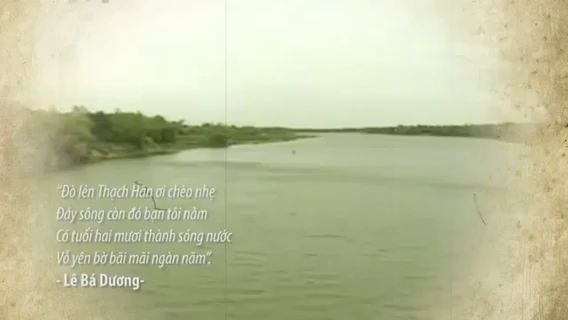 "Đò lên Thạch Hãn ơi chèo nhẹ
Đáy sông còn đó bạn tôi nằm
Có tuổi hai mươi thành sóng nước
Vỗ yên bờ bãi mãi ngàn năm".
- Lê Bá Dương-